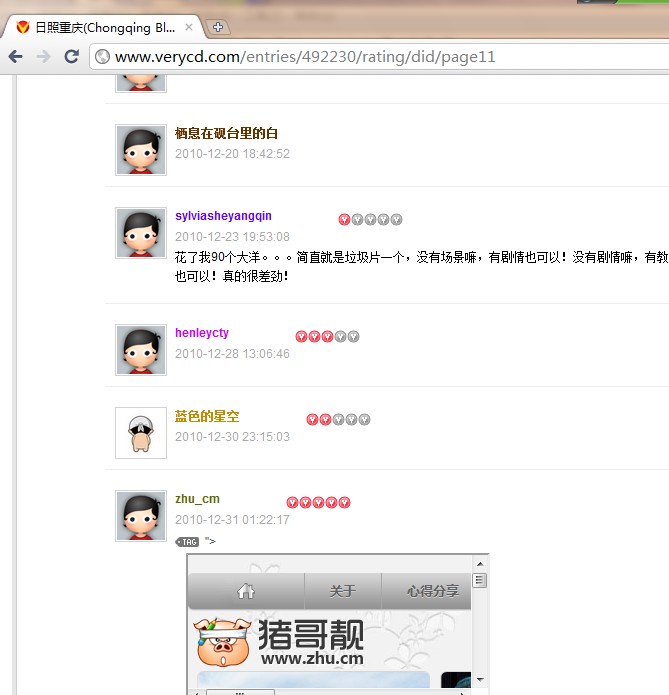 日照重庆(Chongqing Bl...
www.verycd.com/entries/492230/rating/did/page11
栖息在砚台里的白
2010-12-20 18:42:52
sylviasheyangqin
2010-12-23 19:53:08
花了我90个大洋。。。简直就是垃圾片一个，没有场景嘛，有剧情也可以！没有剧情嘛，有教
也可以！真的很差劲！
henleycty
2010-12-28 13:06:46
蓝色的星空
2010-12-30 23:15:03
zhu_cm
2010-12-31 01:22:17
TAG ">
关于 心得分享
猪哥靓
www.zhu.cm